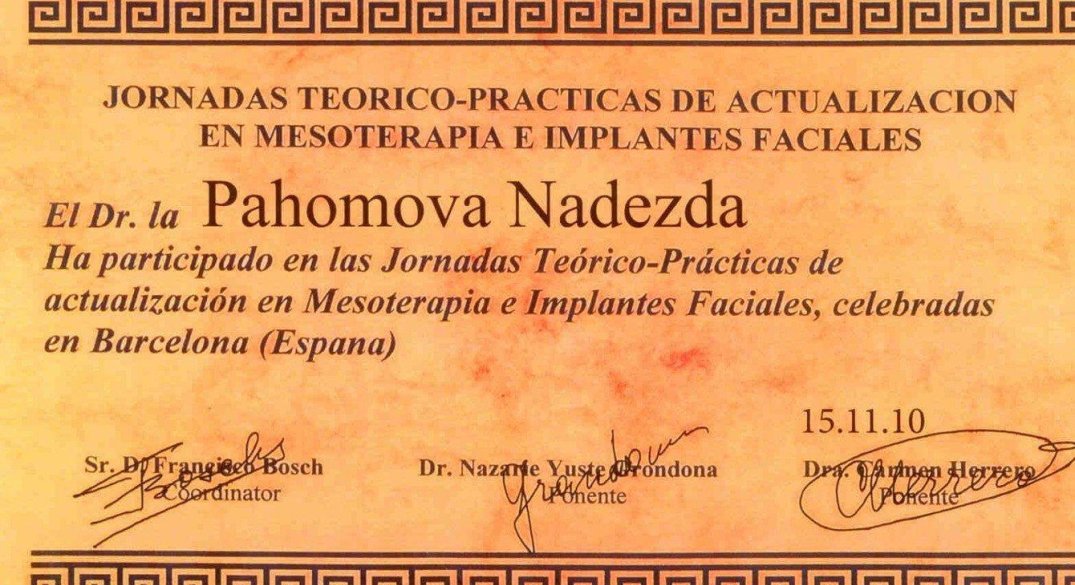 JORNADAS TEORICO-PRACTICAS DE ACTUALIZACION
EN MESOTERAPIA E IMPLANTES FACIALES
El Dr. la Pahomova Nadezda
Ha participado en las Jornadas Teórico-Prácticas de
actualización en Mesoterapia e Implantes Faciales, celebradas
en Barcelona (Espana)
15.11.10
Sr. D. Francisco Bosch
Coordinator
Dr. Nazarie Yuste Grondona
Ponente
Dra. Carmen Herrero
Ponente